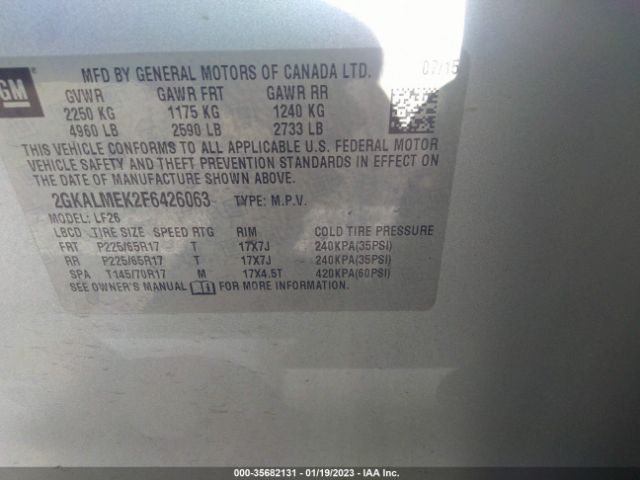 GM
MFD BY GENERAL MOTORS OF CANADA LTD. 07/15
GVWR GAWR FRT GAWR RR
2250 KG 1175 KG 1240 KG
4960 LB 2590 LB 2733 LB
THIS VEHICLE CONFORMS TO ALL APPLICABLE U.S. FEDERAL MOTOR
VEHICLE SAFETY AND THEFT PREVENTION STANDARDS IN EFFECT ON
THE DATE OF MANUFACTURE SHOWN ABOVE.
2GKALMEK2F6426063 TYPE: M.P.V.
MODEL: LF26
LBCD TIRE SIZE SPEED RTG RIM COLD TIRE PRESSURE
FRT P225/65R17 T 17X7J 240KPA(35PSI)
RR P225/65R17 T 17X7J 240KPA(35PSI)
SPA T145/70R17 M 17X4.5T 420KPA(60PSI)
SEE OWNER'S MANUAL FOR MORE INFORMATION.
000-35682131 - 01/19/2023 - IAA Inc.